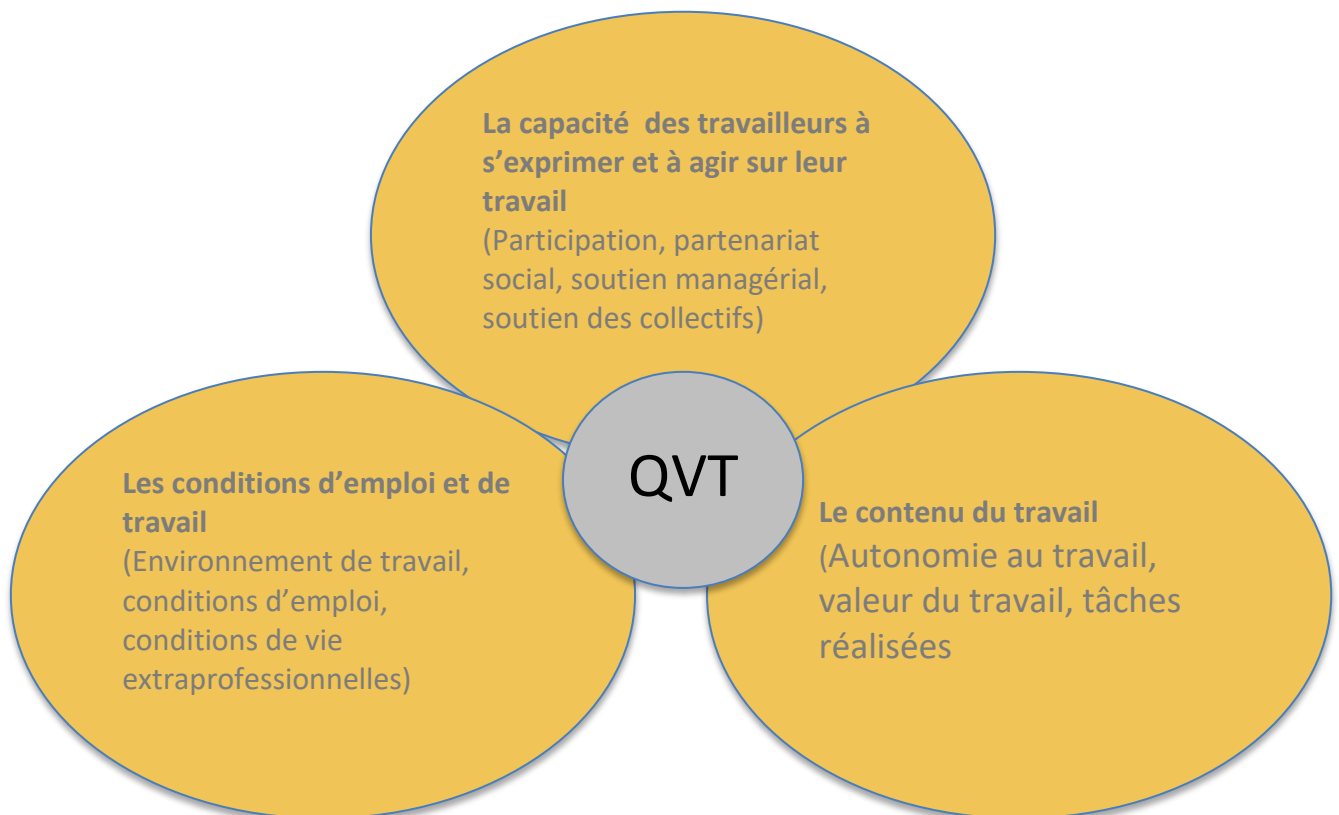 La capacité  des travailleurs à
s’exprimer et à agir sur leur
travail
(Participation, partenariat
social, soutien managérial,
soutien des collectifs)
QVT
Les conditions d’emploi et de
travail
(Environnement de travail,
conditions d’emploi,
conditions de vie
extraprofessionnelles)
Le contenu du travail
(Autonomie au travail,
valeur du travail, tâches
réalisées